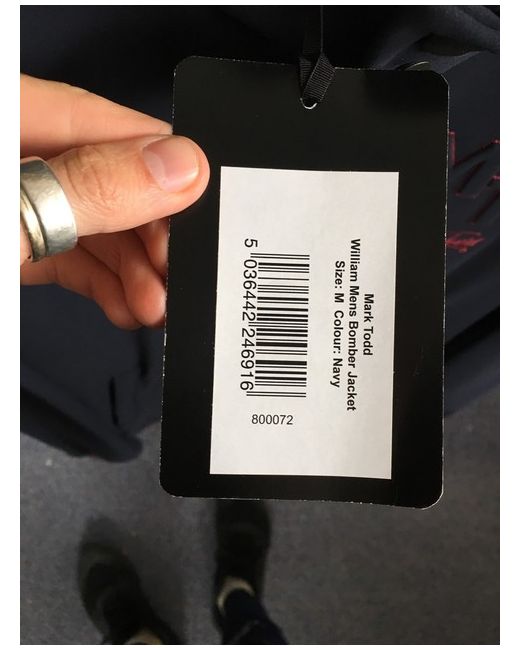 Mark Todd
William Mens Bomber Jacket
Size: M Colour: Navy
5 036442 246916
800072